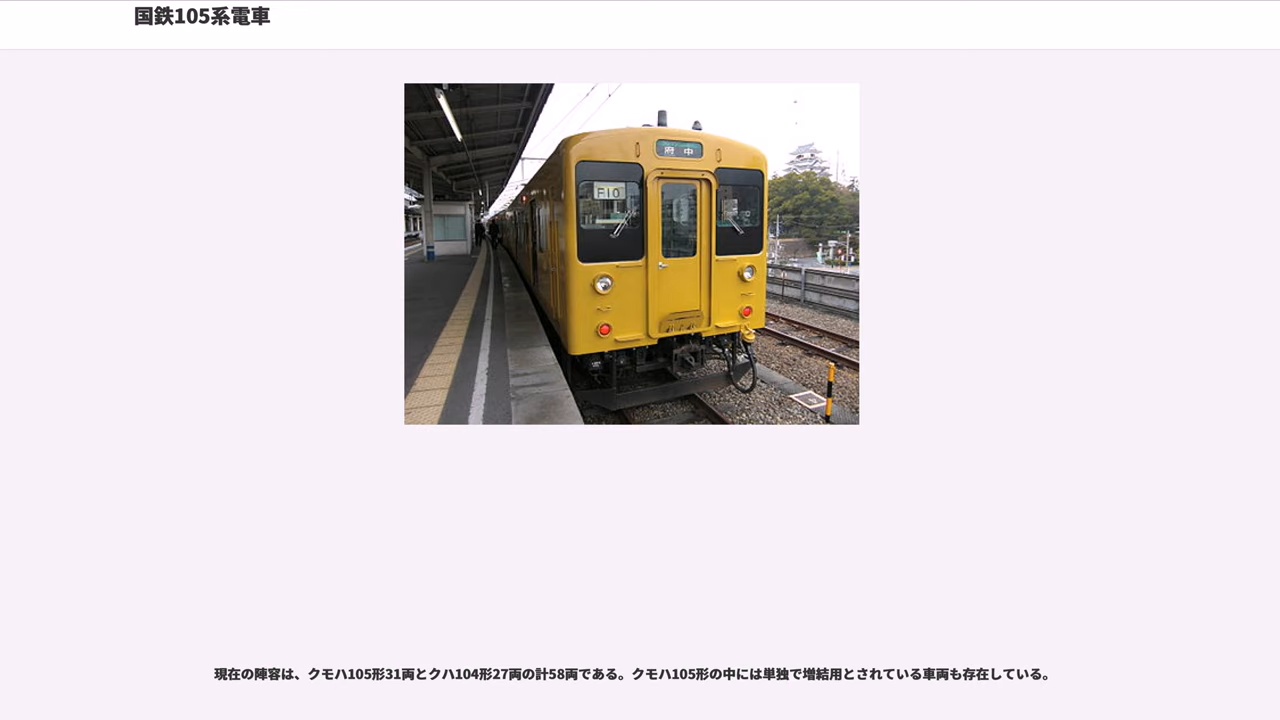 国鉄105系電車
府中
F10
現在の陣容は、クモハ105形31両とクハ104形27両の計58両である。クモハ105形の中には単独で増結用とされている車両も存在している。